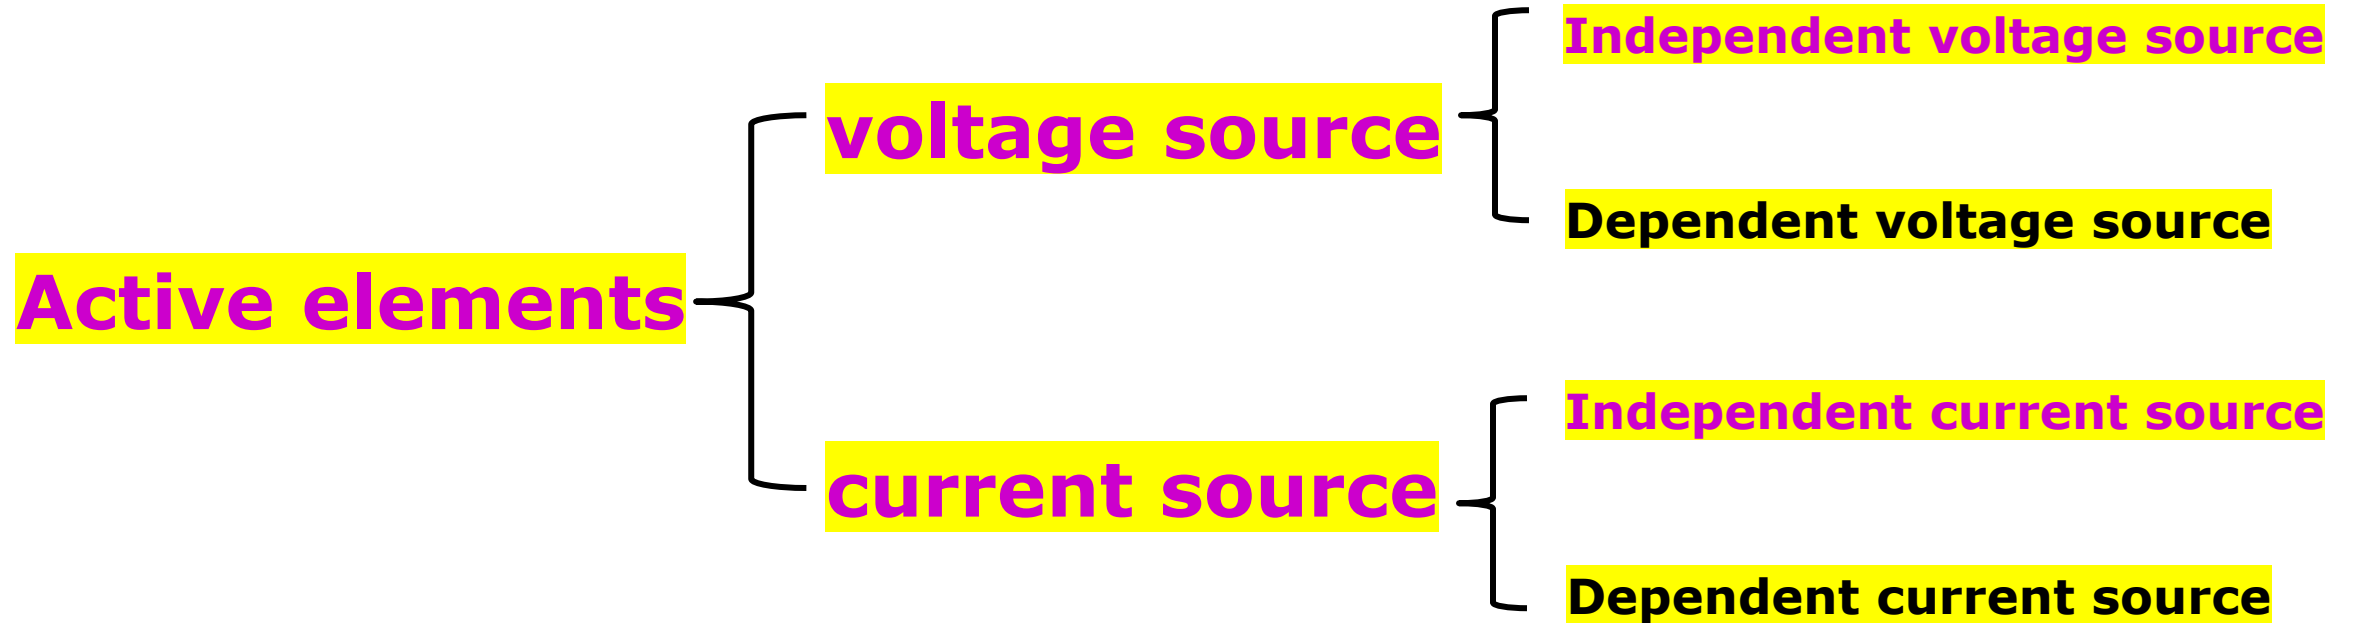 Active elements
voltage source
Independent voltage source
Dependent voltage source
current source
Independent current source
Dependent current source